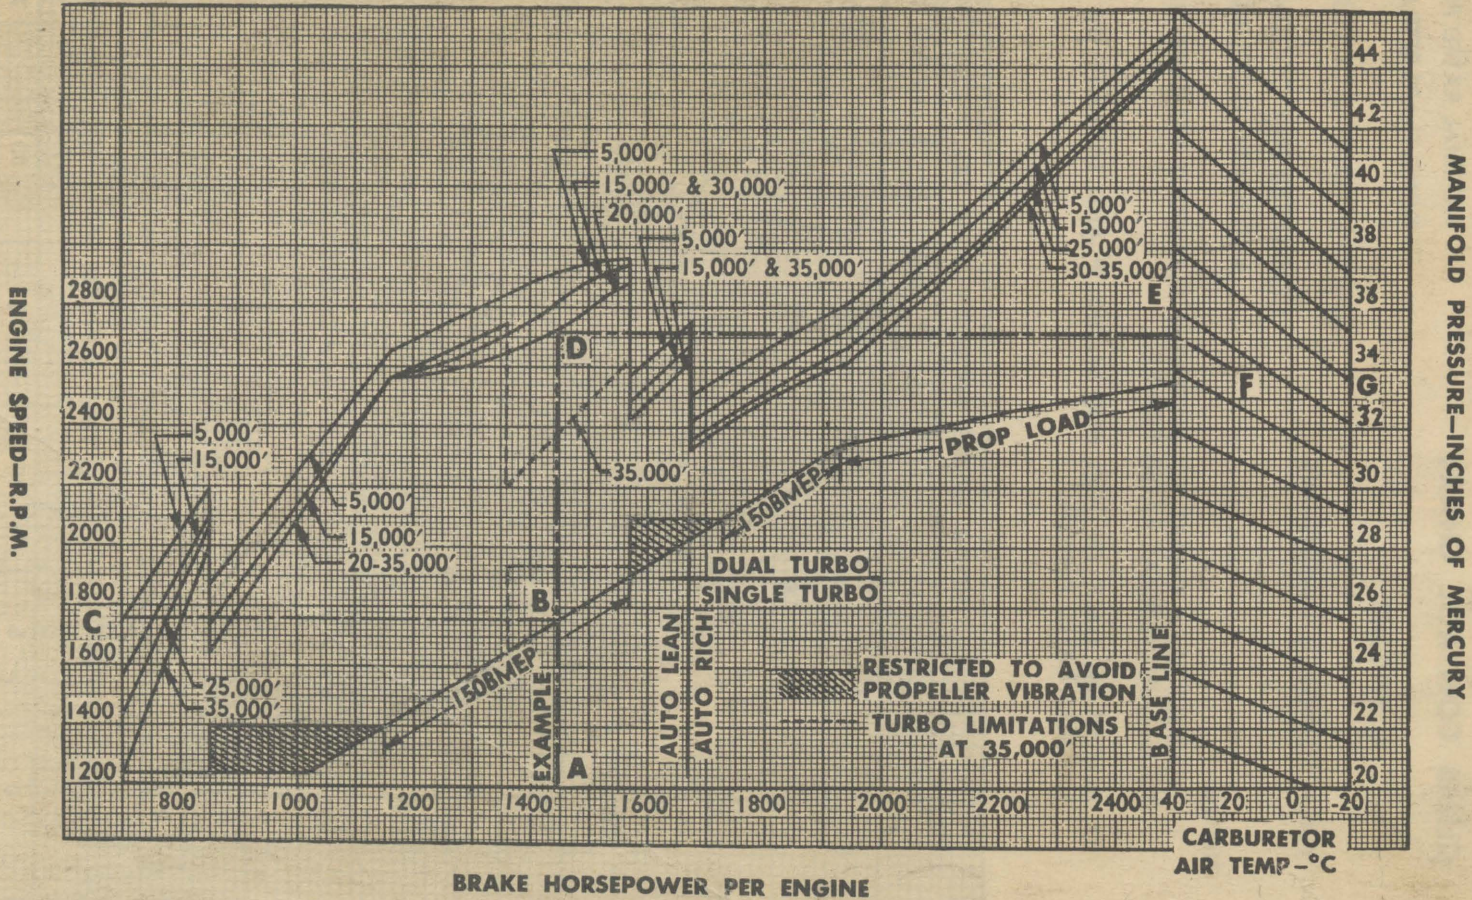 44
42
5,000′
40
15,000′ & 30,000′
20,000′
5,000′
15,000′
38
5,000′
25,000′
15,000′ & 35,000′
30-35,000′
E
36
2800
D
2600
34
F
G
2400
32
5,000′
PROP LOAD
15,000′
2200
35,000′
30
5,000′
150BMEP
2000
15,000′
28
20-35,000′
DUAL TURBO
SINGLE TURBO
1800
B
26
C
1600
AUTO LEAN
AUTO RICH
BASE LINE
24
150BMEP
RESTRICTED TO AVOID
PROPELLER VIBRATION
25,000′
35,000′
1400
22
TURBO LIMITATIONS
AT 35,000′
EXAMPLE
A
1200
20
800 1000 1200 1400 1600 1800 2000 2200 2400 40 20 0 -20
CARBURETOR
AIR TEMP-°C
BRAKE HORSEPOWER PER ENGINE
ENGINE SPEED—R.P.M.
MANIFOLD PRESSURE—INCHES OF MERCURY